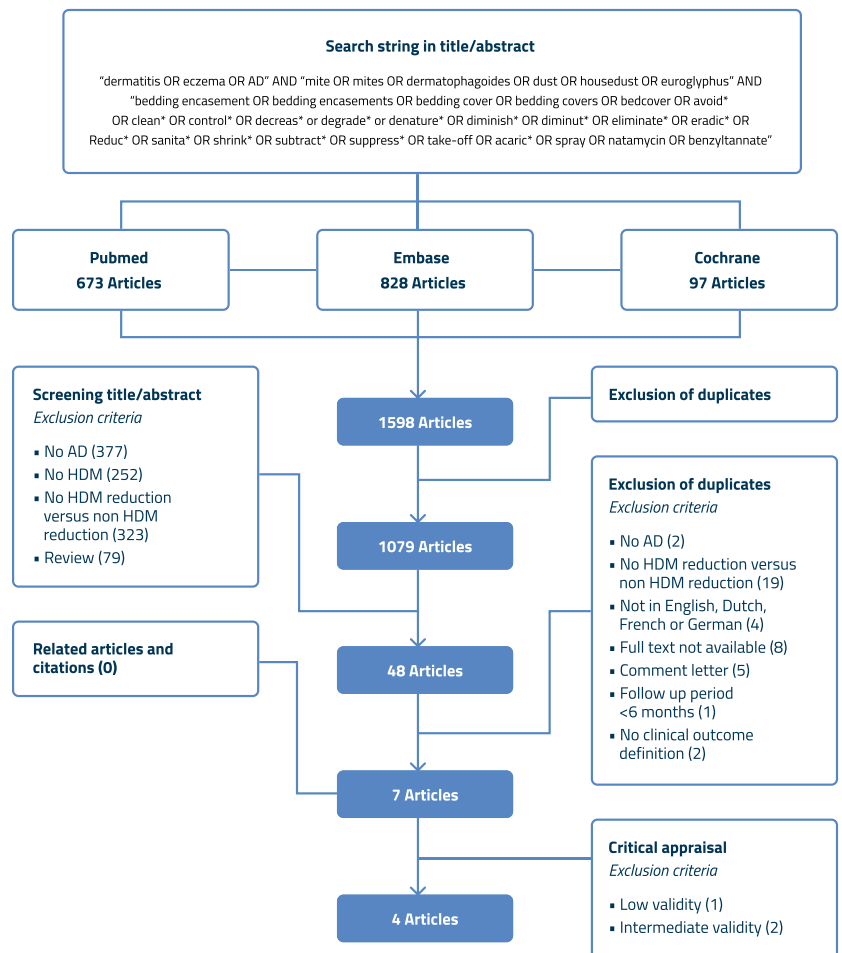 Search string in title/abstract
“dermatitis OR eczema OR AD” AND “mite OR mites OR dermatophagoides OR dust OR housedust OR euroglyphus” AND
“bedding encasement OR bedding encasements OR bedding cover OR bedding covers OR bedcover OR avoid*
OR clean* OR control* OR decreas* or degrade* or denature* OR diminish* OR diminut* OR eliminate* OR eradic* OR
Reduc* OR sanita* OR shrink* OR subtract* OR suppress* OR take-off OR acaric* OR spray OR natamycin OR benzyltannate”
Pubmed
673 Articles
Embase
828 Articles
Cochrane
97 Articles
Screening title/abstract
Exclusion criteria
▪ No AD (377)
▪ No HDM (252)
▪ No HDM reduction
versus non HDM
reduction (323)
▪ Review (79)
1598 Articles
Exclusion of duplicates
1079 Articles
Exclusion of duplicates
Exclusion criteria
▪ No AD (2)
▪ No HDM reduction versus
non HDM reduction (19)
▪ Not in English, Dutch,
French or German (4)
▪ Full text not available (8)
▪ Comment letter (5)
▪ Follow up period
<6 months (1)
▪ No clinical outcome
definition (2)
Related articles and
citations (0)
48 Articles
7 Articles
Critical appraisal
Exclusion criteria
▪ Low validity (1)
▪ Intermediate validity (2)
4 Articles